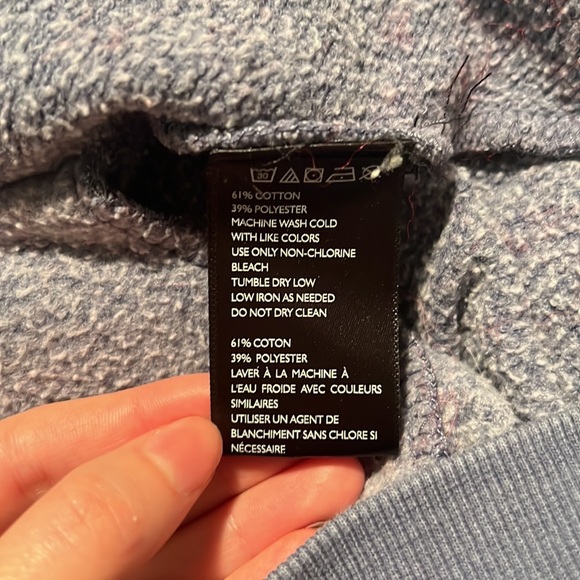 30
61% COTTON
39% POLYESTER
MACHINE WASH COLD
WITH LIKE COLORS
USE ONLY NON-CHLORINE
BLEACH
TUMBLE DRY LOW
LOW IRON AS NEEDED
DO NOT DRY CLEAN
61% COTON
39% POLYESTER
LAVER À LA MACHINE À
L'EAU FROIDE AVEC COULEURS
SIMILAIRES
UTILISER UN AGENT DE
BLANCHIMENT SANS CHLORE SI
NÉCESSAIRE